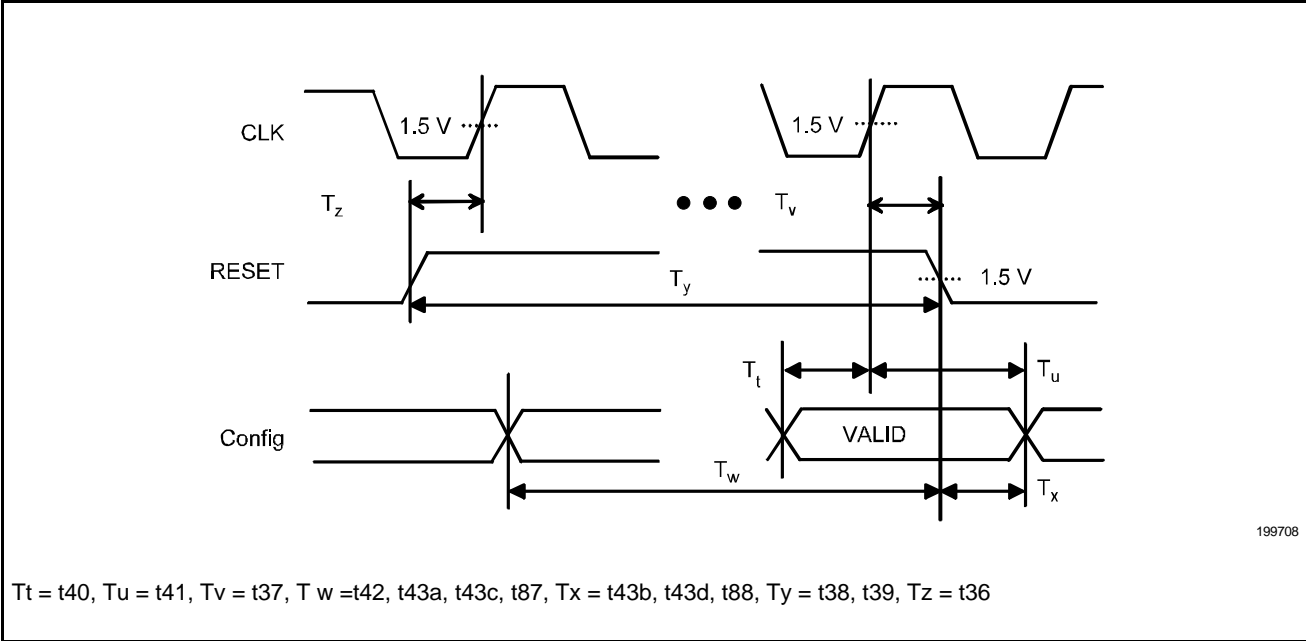 CLK
1.5 V
1.5 V
Tz
Tv
RESET
Ty
1.5 V
Tt
Tu
Config
VALID
Tw
Tx
199708
Tt = t40, Tu = t41, Tv = t37, T w =t42, t43a, t43c, t87, Tx = t43b, t43d, t88, Ty = t38, t39, Tz = t36